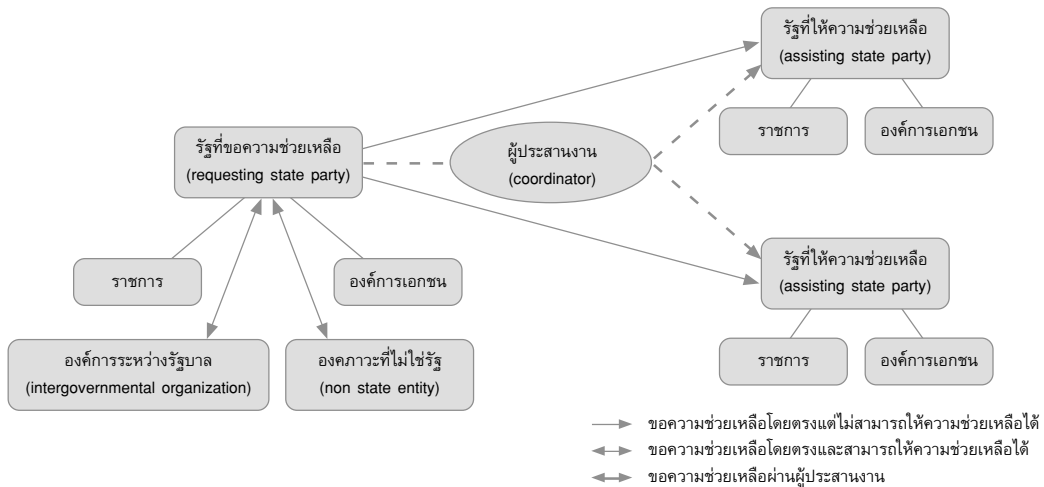 รัฐที่ให้ความช่วยเหลือ
(assisting state party)
ราชการ
องค์การเอกชน
รัฐที่ขอความช่วยเหลือ
(requesting state party)
ผู้ประสานงาน
(coordinator)
รัฐที่ให้ความช่วยเหลือ
(assisting state party)
ราชการ
องค์การเอกชน
ราชการ
องค์การเอกชน
องค์การระหว่างรัฐบาล
(intergovernmental organization)
องคภาวะที่ไม่ใช่รัฐ
(non state entity)
ขอความช่วยเหลือโดยตรงแต่ไม่สามารถให้ความช่วยเหลือได้
ขอความช่วยเหลือโดยตรงและสามารถให้ความช่วยเหลือได้
ขอความช่วยเหลือผ่านผู้ประสานงาน